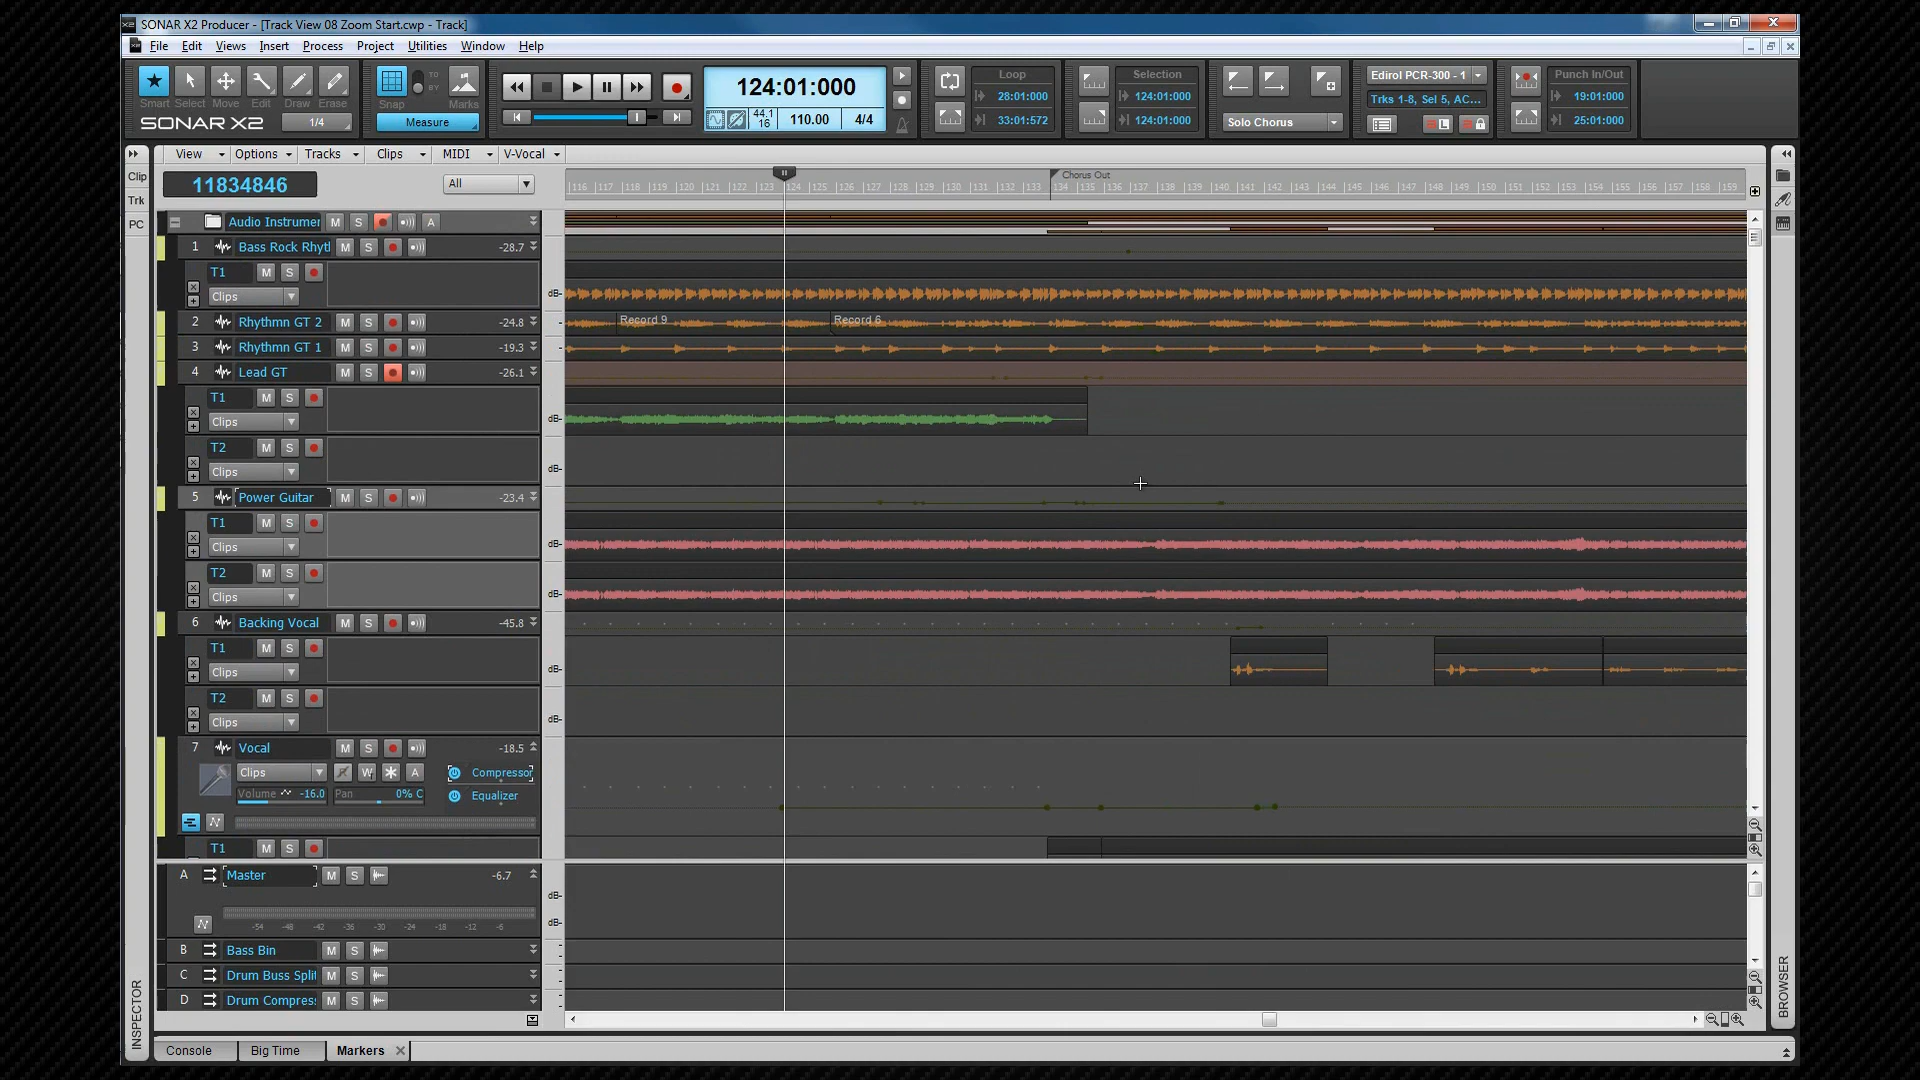 SONAR X2 Producer - [Track View 08 Zoom Start.cwp - Track]
File Edit Views Insert Process Project Utilities Window Help
Smart Select Move Edit Draw Erase
Snap TO BY Marks
SONAR X2 1/4 Measure
124:01:000
44.1 16 110.00 4/4
Loop
28:01:000
33:01:572
Selection
124:01:000
124:01:000
Solo Chorus
Edirol PCR-300 - 1
Trks 1-8, Sel 5, AC...
Punch In/Out
19:01:000
25:01:000
View Options Tracks Clips MIDI V-Vocal
Clip
Trk
PC
11834846 All
Chorus Out
116 117 118 119 120 121 122 123 124 125 126 127 128 129 130 131 132 133 134 135 136 137 138 139 140 141 142 143 144 145 146 147 148 149 150 151 152 153 154 155 156 157 158 159
Audio Instrumer M S A
1 Bass Rock Rhytl M S -28.7
T1 M S
Clips dB-
2 Rhythmn GT 2 M S -24.8 Record 9 Record 6
3 Rhythmn GT 1 M S -19.3
4 Lead GT M S -26.1
T1 M S
Clips dB-
T2 M S
Clips dB-
5 Power Guitar M S -23.4
T1 M S
Clips dB-
T2 M S
Clips dB-
6 Backing Vocal M S -45.8
T1 M S
Clips dB-
T2 M S
Clips dB-
7 Vocal M S -18.5
Clips R W A Compressor
Volume -16.0 Pan 0% C Equalizer
T1 M S
A Master M S -6.7
dB-
dB-
-54 -48 -42 -36 -30 -24 -18 -12 -6
B Bass Bin M S
C Drum Buss Split M S
D Drum Compres: M S
INSPECTOR
BROWSER
Console Big Time Markers